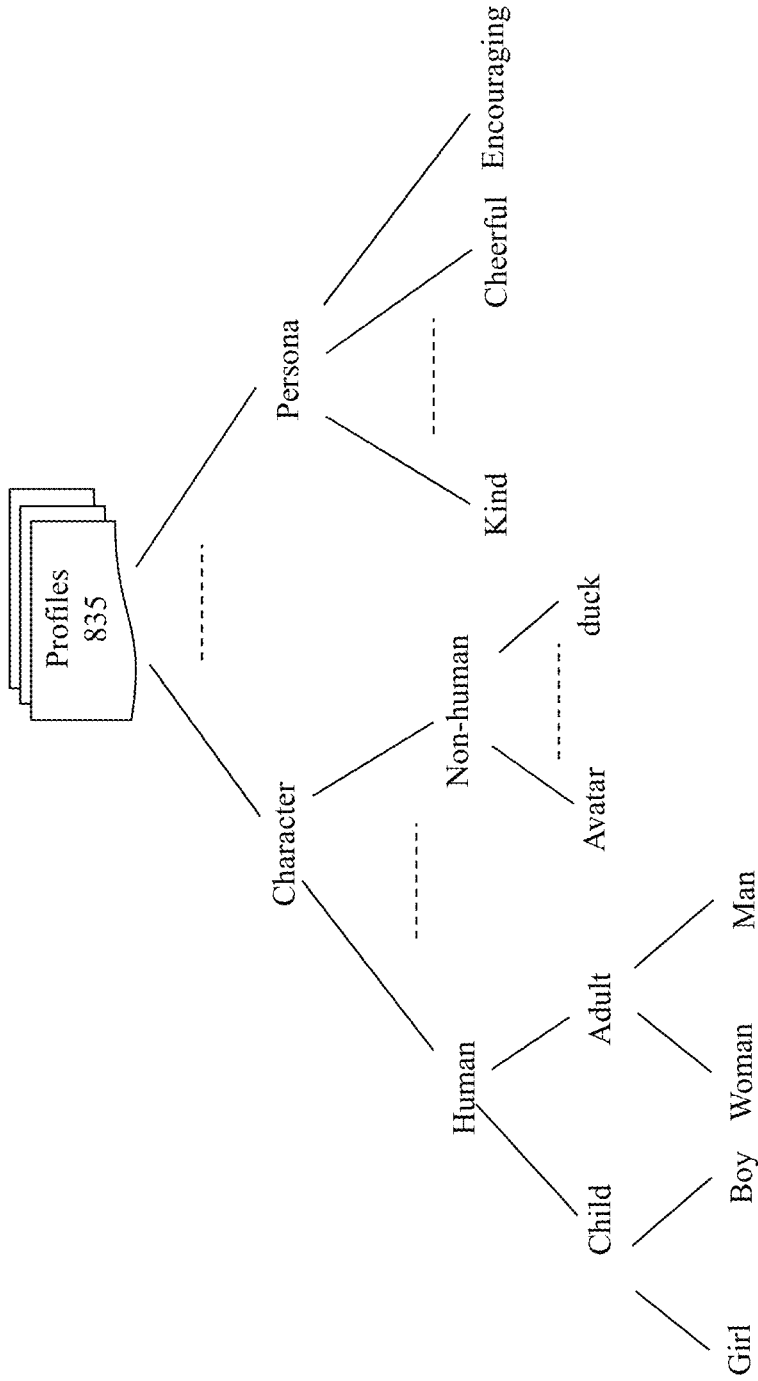 Profiles
835
Character
Persona
Human
Non-human
Kind
Cheerful
Encouraging
Child
Adult
Avatar
duck
Girl
Boy
Woman
Man